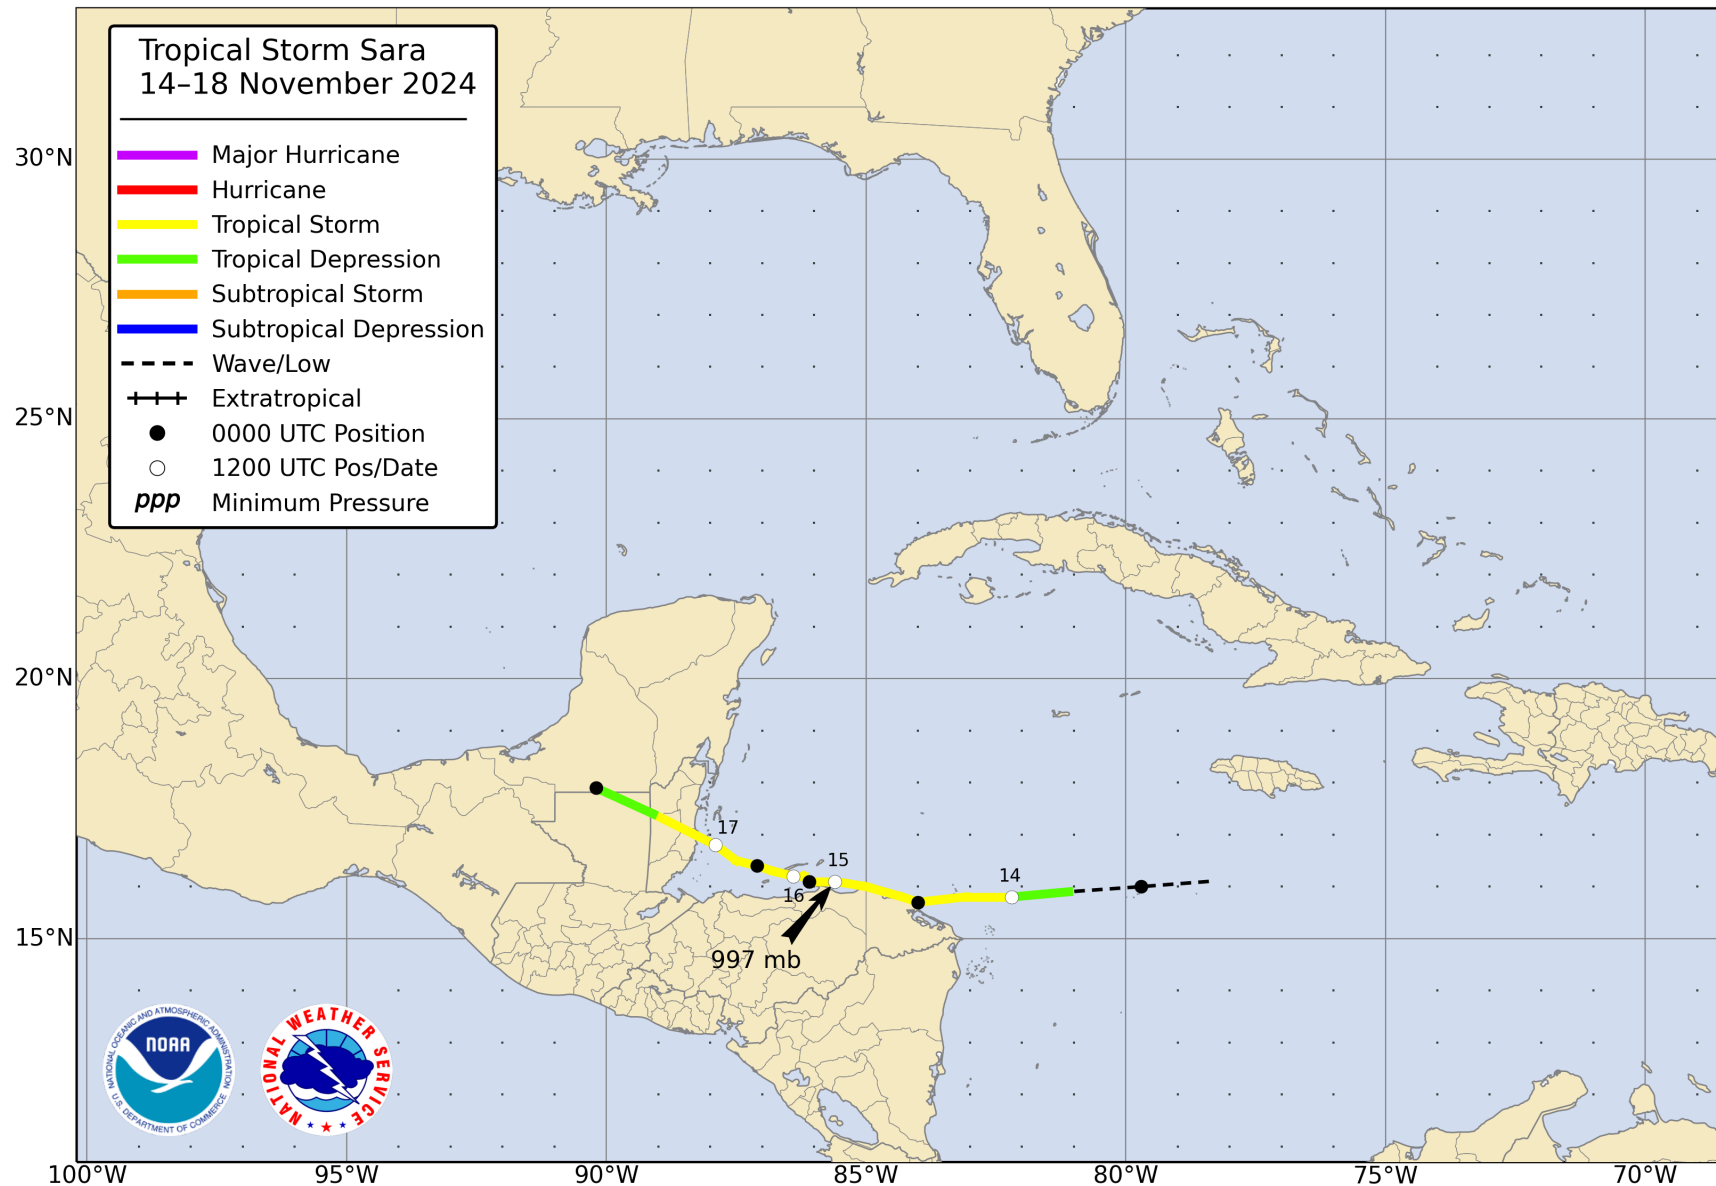 Tropical Storm Sara
14–18 November 2024
Major Hurricane
Hurricane
Tropical Storm
Tropical Depression
Subtropical Storm
Subtropical Depression
Wave/Low
Extratropical
0000 UTC Position
1200 UTC Pos/Date
ppp Minimum Pressure
30°N
25°N
20°N
15°N
17
15
16
14
997 mb
NATIONAL OCEANIC AND ATMOSPHERIC ADMINISTRATION
NOAA
U.S. DEPARTMENT OF COMMERCE
NATIONAL WEATHER SERVICE
100°W
95°W
90°W
85°W
80°W
75°W
70°W